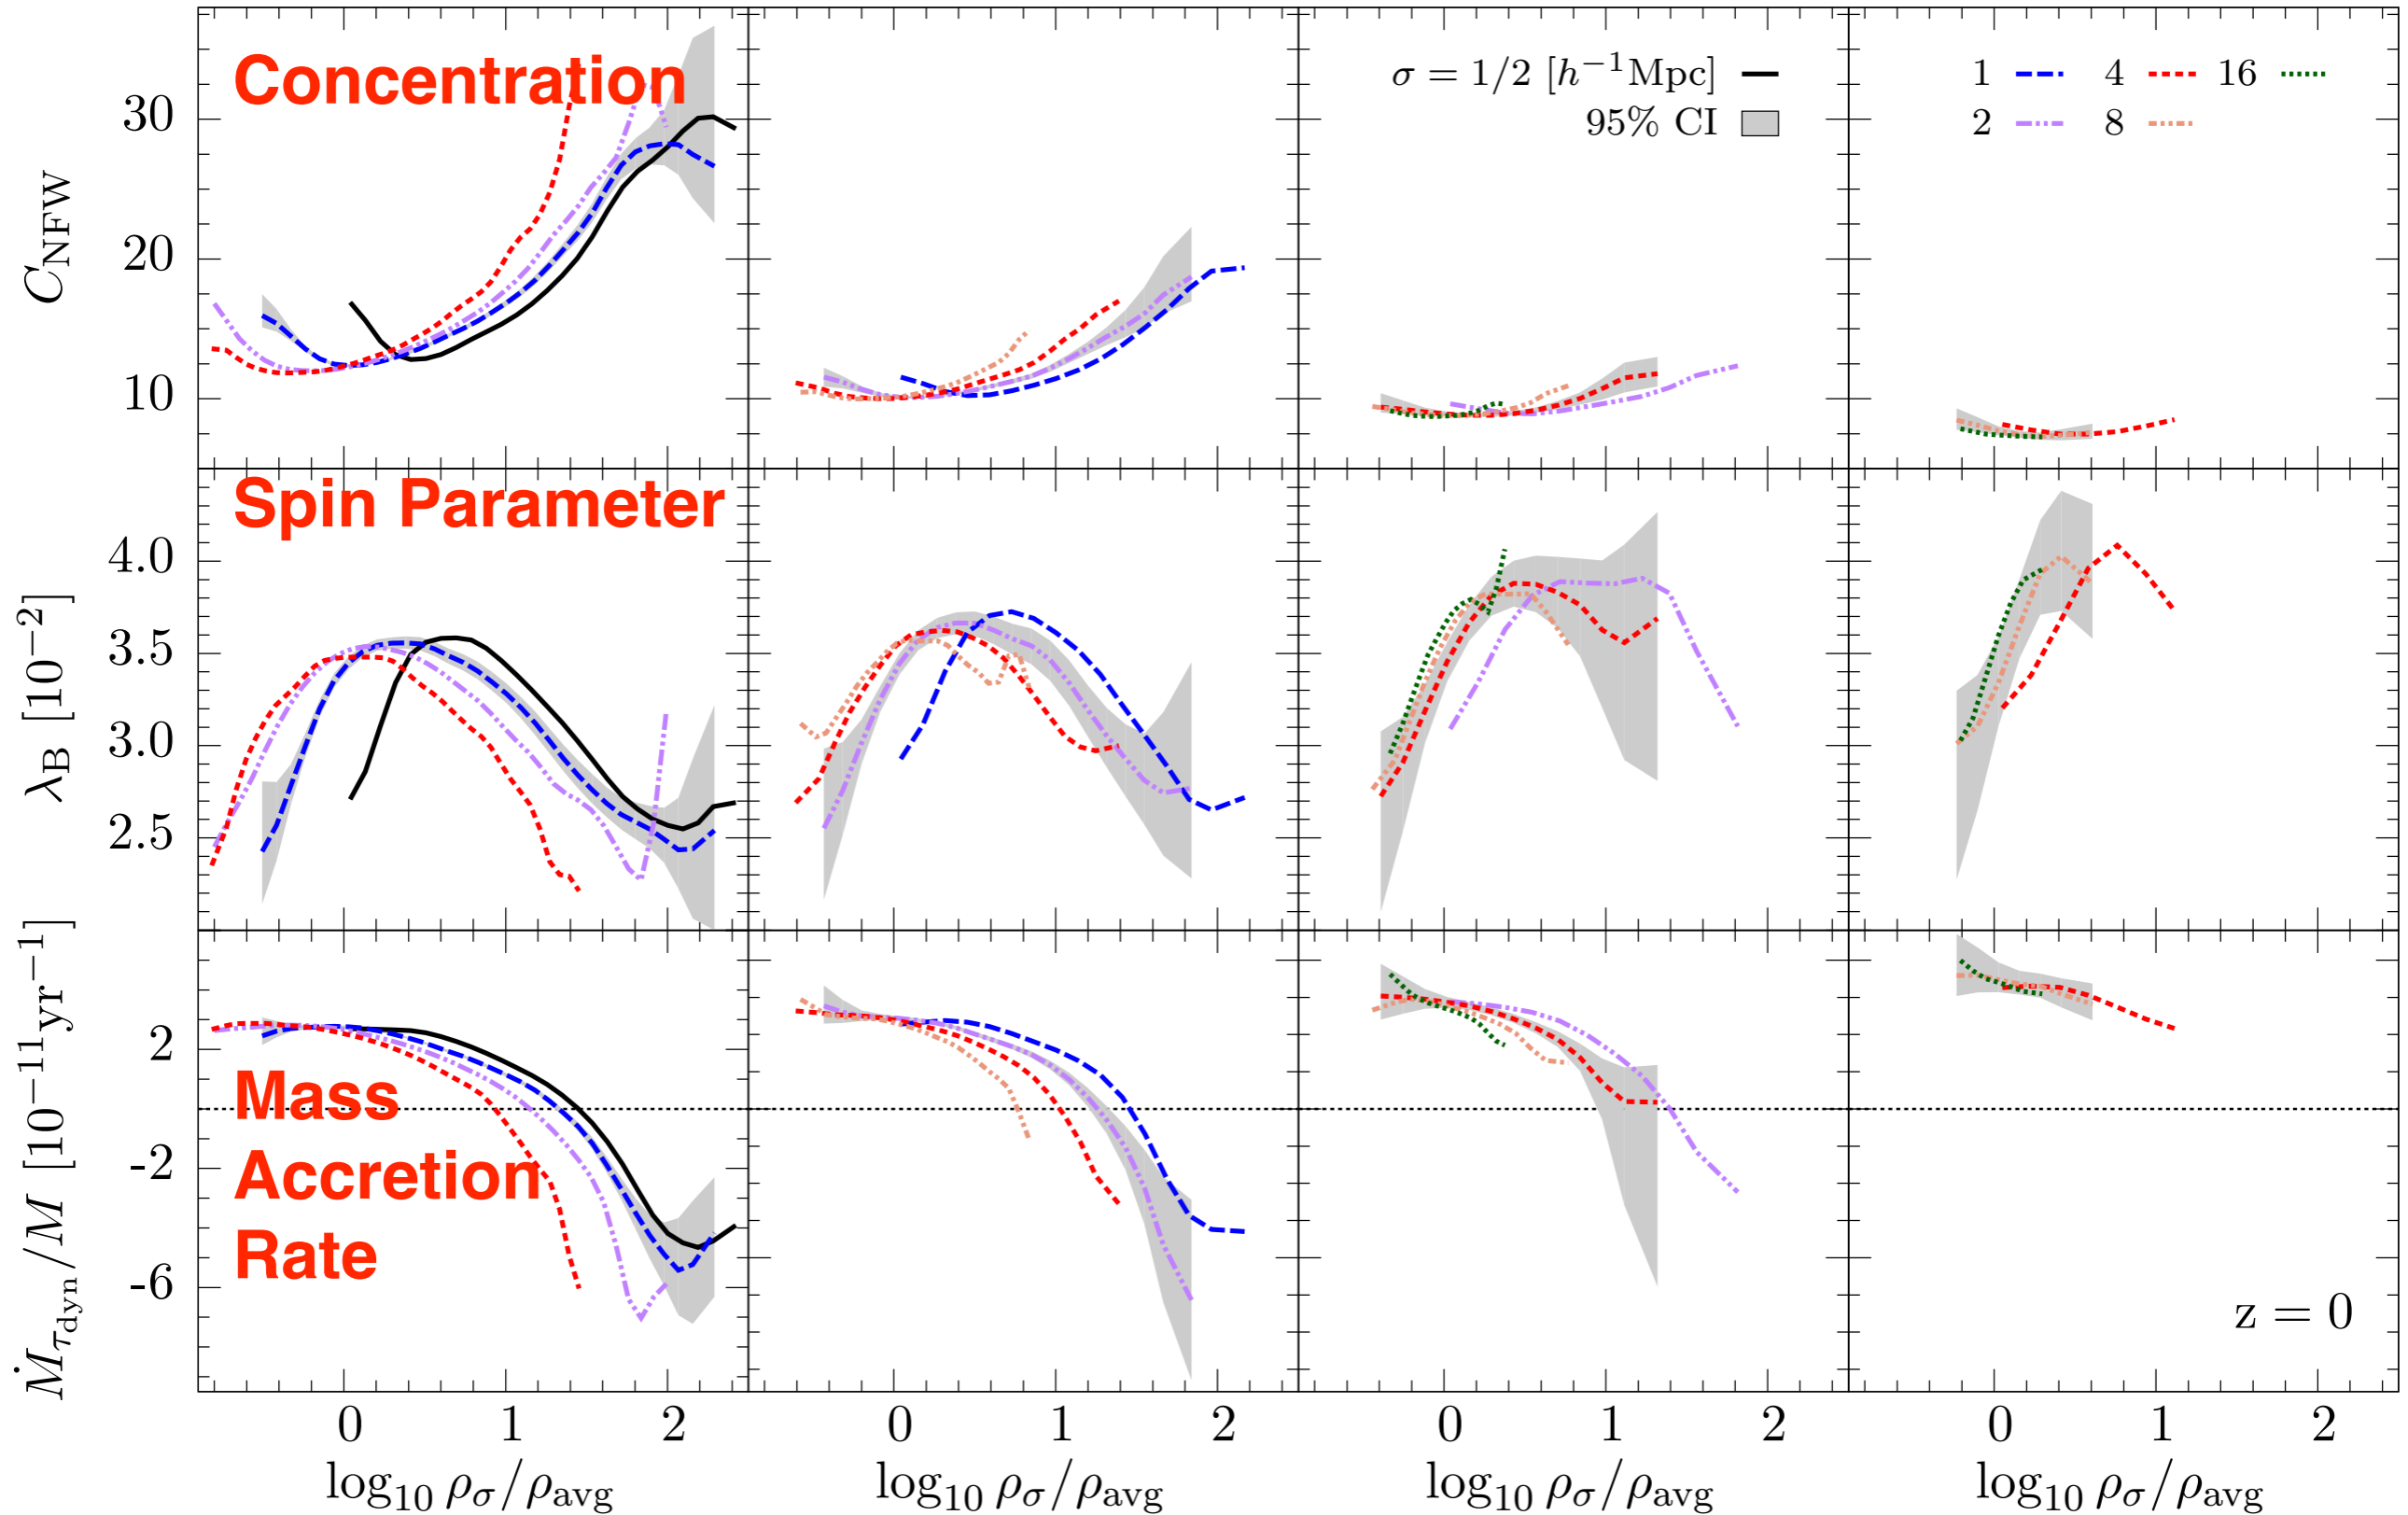 Concentration
σ = 1/2 [h⁻¹Mpc]
95% CI
1 4 16
2 8
C_NFW
30
20
10
Spin Parameter
λ_B [10⁻²]
4.0
3.5
3.0
2.5
Mass
Accretion
Rate
Ṁ_τdyn/M [10⁻¹¹yr⁻¹]
2
-2
-6
z = 0
0 1 2 0 1 2 0 1 2 0 1 2
log₁₀ ρ_σ/ρ_avg log₁₀ ρ_σ/ρ_avg log₁₀ ρ_σ/ρ_avg log₁₀ ρ_σ/ρ_avg